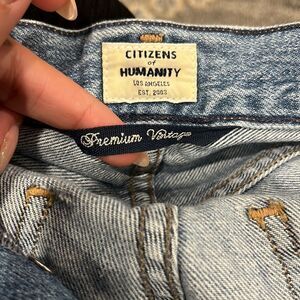 CITIZENS
of
HUMANITY
LOS ANGELES
EST. 2003
Premium Vintage